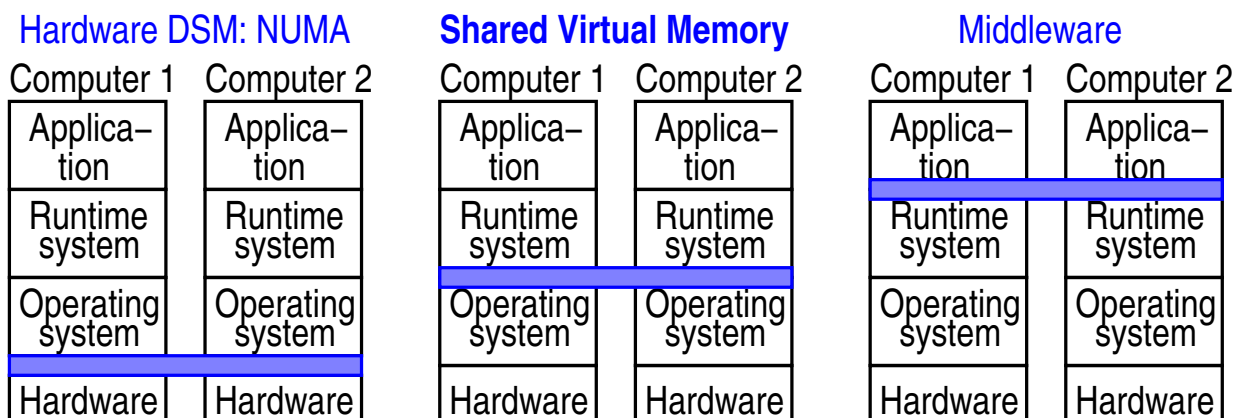 Hardware DSM: NUMA
Computer 1 Computer 2
Applica–
tion
Applica–
tion
Runtime
system
Runtime
system
Operating
system
Operating
system
Hardware
Hardware
Shared Virtual Memory
Computer 1 Computer 2
Applica–
tion
Applica–
tion
Runtime
system
Runtime
system
Operating
system
Operating
system
Hardware
Hardware
Middleware
Computer 1 Computer 2
Applica–
tion
Applica–
tion
Runtime
system
Runtime
system
Operating
system
Operating
system
Hardware
Hardware